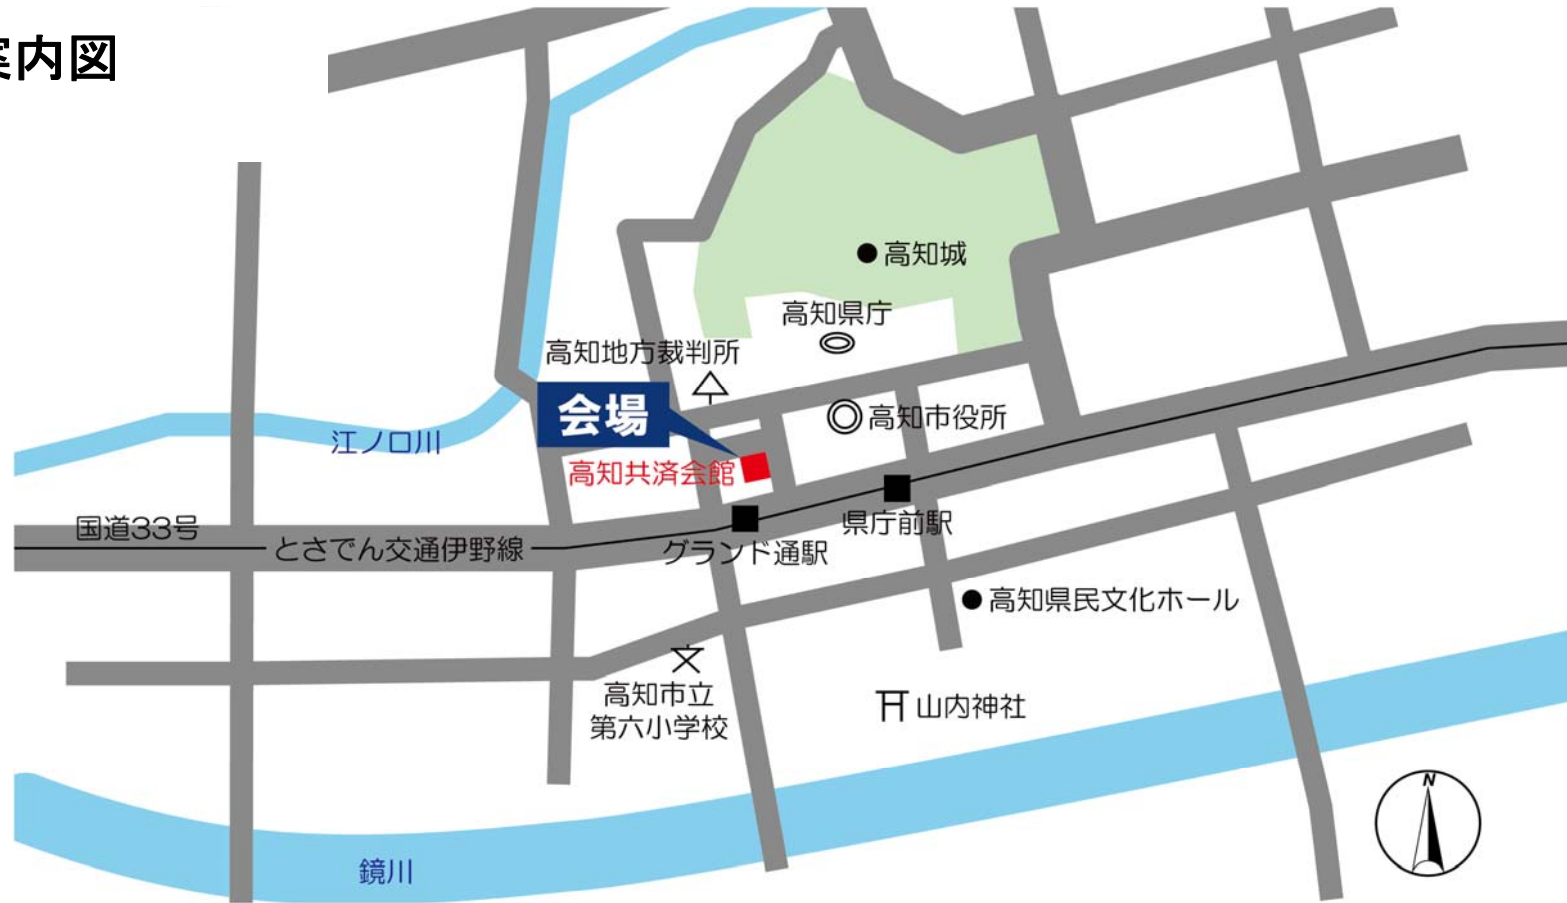 案内図
高知城
高知県庁
高知地方裁判所
会場
高知市役所
江ノ口川
高知共済会館
国道33号
県庁前駅
とさでん交通伊野線
グランド通駅
高知県民文化ホール
高知市立
第六小学校
山内神社
鏡川
N